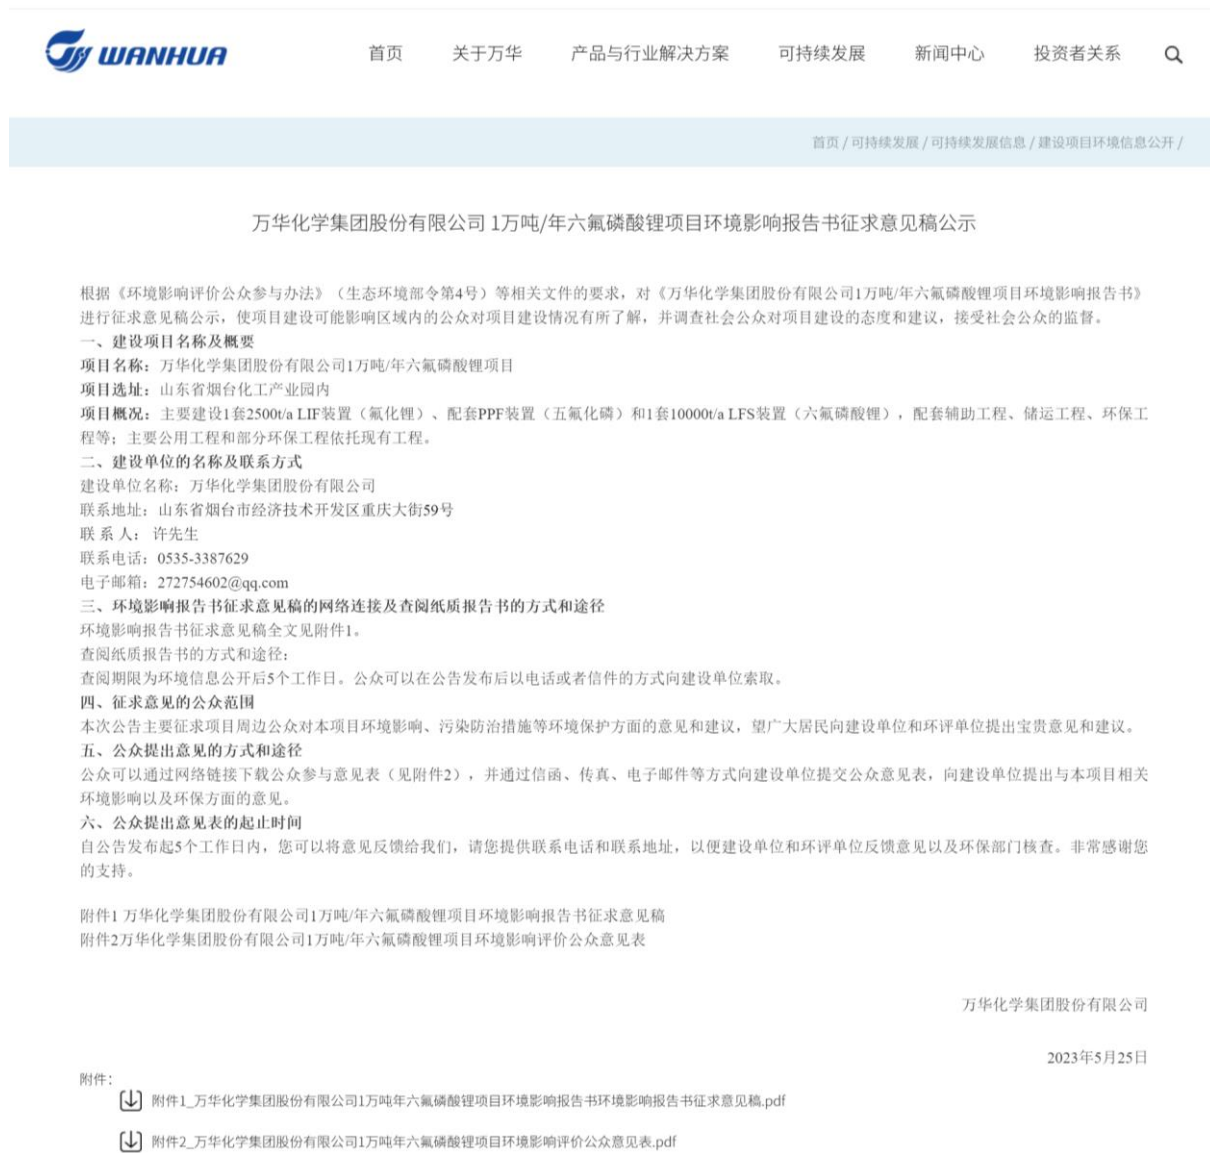 WANHUA
首页 关于万华 产品与行业解决方案 可持续发展 新闻中心 投资者关系
首页 / 可持续发展 / 可持续发展信息 / 建设项目环境信息公开 /
万华化学集团股份有限公司 1万吨/年六氟磷酸锂项目环境影响报告书征求意见稿公示
根据《环境影响评价公众参与办法》（生态环境部令第4号）等相关文件的要求，对《万华化学集团股份有限公司1万吨/年六氟磷酸锂项目环境影响报告书》
进行征求意见稿公示，使项目建设可能影响区域内的公众对项目建设情况有所了解，并调查社会公众对项目建设的态度和建议，接受社会公众的监督。
一、建设项目名称及概要
项目名称：万华化学集团股份有限公司1万吨/年六氟磷酸锂项目
项目选址：山东省烟台化工产业园内
项目概况：主要建设1套2500t/a LIF装置（氟化锂）、配套PPF装置（五氟化磷）和1套10000t/a LFS装置（六氟磷酸锂），配套辅助工程、储运工程、环保工
程等；主要公用工程和部分环保工程依托现有工程。
二、建设单位的名称及联系方式
建设单位名称：万华化学集团股份有限公司
联系地址：山东省烟台市经济技术开发区重庆大街59号
联 系 人： 许先生
联系电话：0535-3387629
电子邮箱：272754602@qq.com
三、环境影响报告书征求意见稿的网络连接及查阅纸质报告书的方式和途径
环境影响报告书征求意见稿全文见附件1。
查阅纸质报告书的方式和途径：
查阅期限为环境信息公开后5个工作日。公众可以在公告发布后以电话或者信件的方式向建设单位索取。
四、征求意见的公众范围
本次公告主要征求项目周边公众对本项目环境影响、污染防治措施等环境保护方面的意见和建议，望广大居民向建设单位和环评单位提出宝贵意见和建议。
五、公众提出意见的方式和途径
公众可以通过网络链接下载公众参与意见表（见附件2），并通过信函、传真、电子邮件等方式向建设单位提交公众意见表，向建设单位提出与本项目相关
环境影响以及环保方面的意见。
六、公众提出意见表的起止时间
自公告发布起5个工作日内，您可以将意见反馈给我们，请您提供联系电话和联系地址，以便建设单位和环评单位反馈意见以及环保部门核查。非常感谢您
的支持。
附件1 万华化学集团股份有限公司1万吨/年六氟磷酸锂项目环境影响报告书征求意见稿
附件2万华化学集团股份有限公司1万吨/年六氟磷酸锂项目环境影响评价公众意见表
万华化学集团股份有限公司
2023年5月25日
附件：
附件1_万华化学集团股份有限公司1万吨年六氟磷酸锂项目环境影响报告书环境影响报告书征求意见稿.pdf
附件2_万华化学集团股份有限公司1万吨年六氟磷酸锂项目环境影响评价公众意见表.pdf